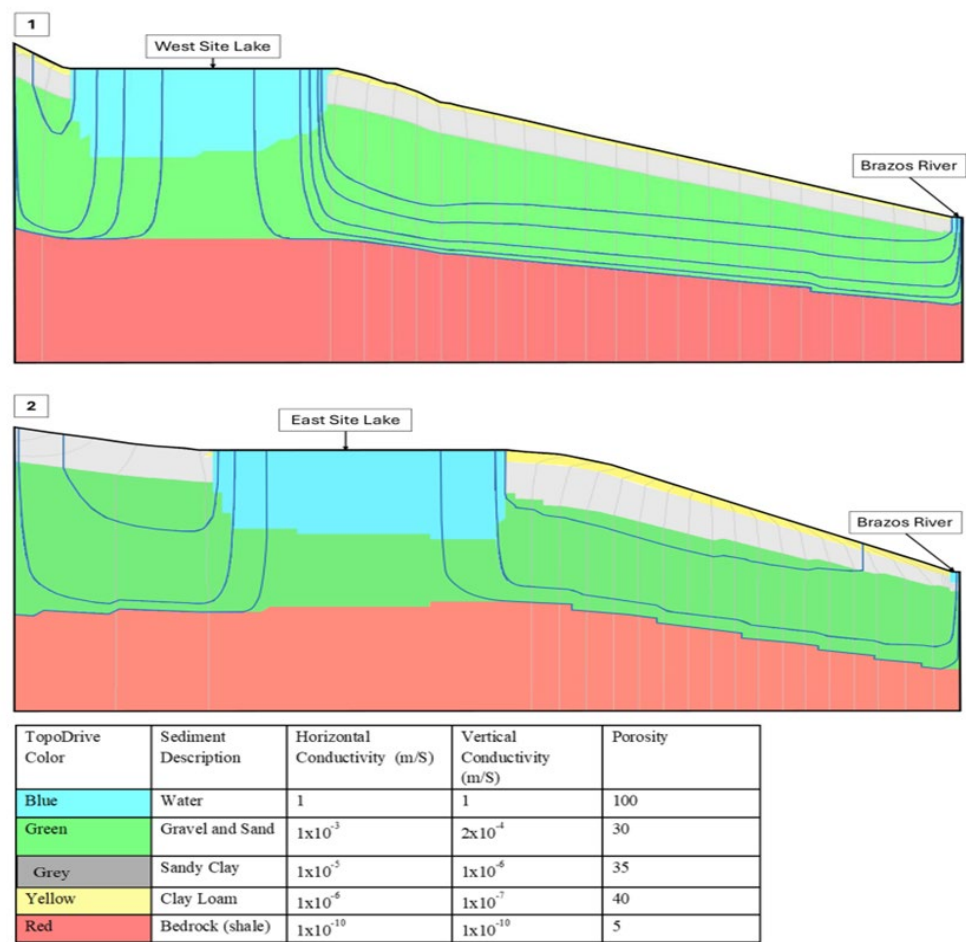 1
West Site Lake
Brazos River
2
East Site Lake
Brazos River
TopoDrive Color | Sediment Description | Horizontal Conductivity (m/S) | Vertical Conductivity (m/S) | Porosity
Blue | Water | 1 | 1 | 100
Green | Gravel and Sand | 1x10⁻³ | 2x10⁻⁴ | 30
Grey | Sandy Clay | 1x10⁻⁵ | 1x10⁻⁶ | 35
Yellow | Clay Loam | 1x10⁻⁶ | 1x10⁻⁷ | 40
Red | Bedrock (shale) | 1x10⁻¹⁰ | 1x10⁻¹⁰ | 5